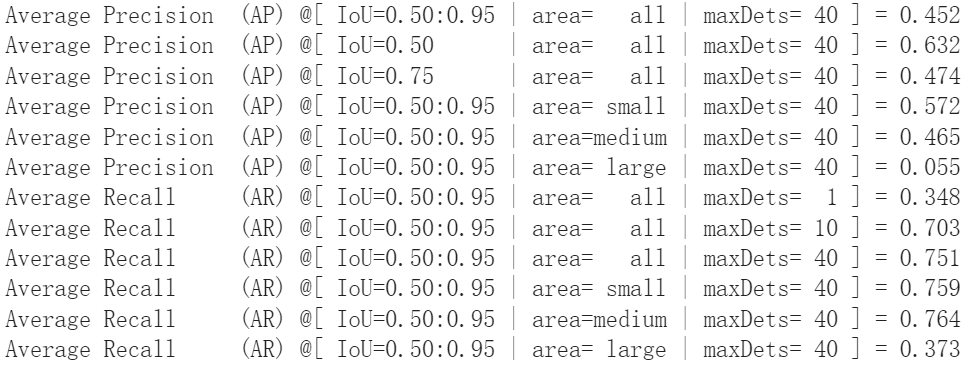 Average Precision  (AP) @[ IoU=0.50:0.95 | area=   all | maxDets= 40 ] = 0.452
Average Precision  (AP) @[ IoU=0.50      | area=   all | maxDets= 40 ] = 0.632
Average Precision  (AP) @[ IoU=0.75      | area=   all | maxDets= 40 ] = 0.474
Average Precision  (AP) @[ IoU=0.50:0.95 | area= small | maxDets= 40 ] = 0.572
Average Precision  (AP) @[ IoU=0.50:0.95 | area=medium | maxDets= 40 ] = 0.465
Average Precision  (AP) @[ IoU=0.50:0.95 | area= large | maxDets= 40 ] = 0.055
Average Recall     (AR) @[ IoU=0.50:0.95 | area=   all | maxDets=  1 ] = 0.348
Average Recall     (AR) @[ IoU=0.50:0.95 | area=   all | maxDets= 10 ] = 0.703
Average Recall     (AR) @[ IoU=0.50:0.95 | area=   all | maxDets= 40 ] = 0.751
Average Recall     (AR) @[ IoU=0.50:0.95 | area= small | maxDets= 40 ] = 0.759
Average Recall     (AR) @[ IoU=0.50:0.95 | area=medium | maxDets= 40 ] = 0.764
Average Recall     (AR) @[ IoU=0.50:0.95 | area= large | maxDets= 40 ] = 0.373